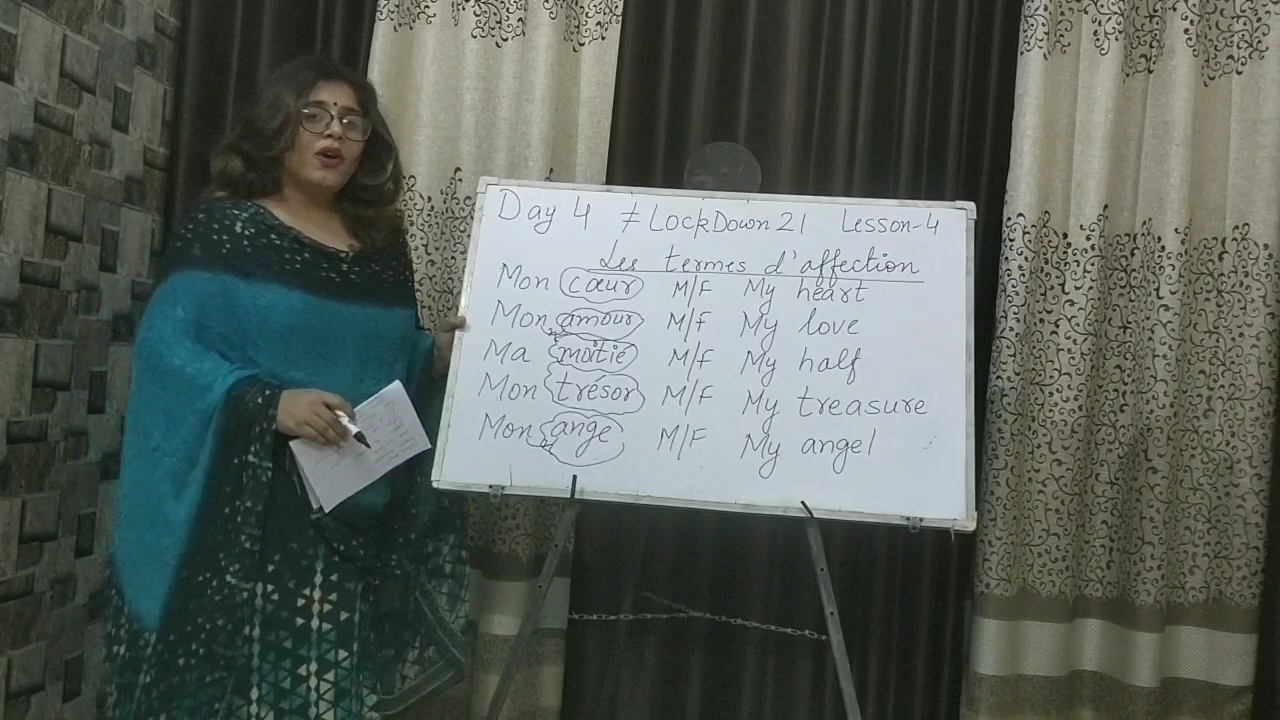 Day 4 #LockDown21 Lesson-4
Les termes d'affection
Mon cœur M/F My heart
Mon amour M/F My love
Ma moitié M/F My half
Mon trésor M/F My treasure
Mon ange M/F My angel